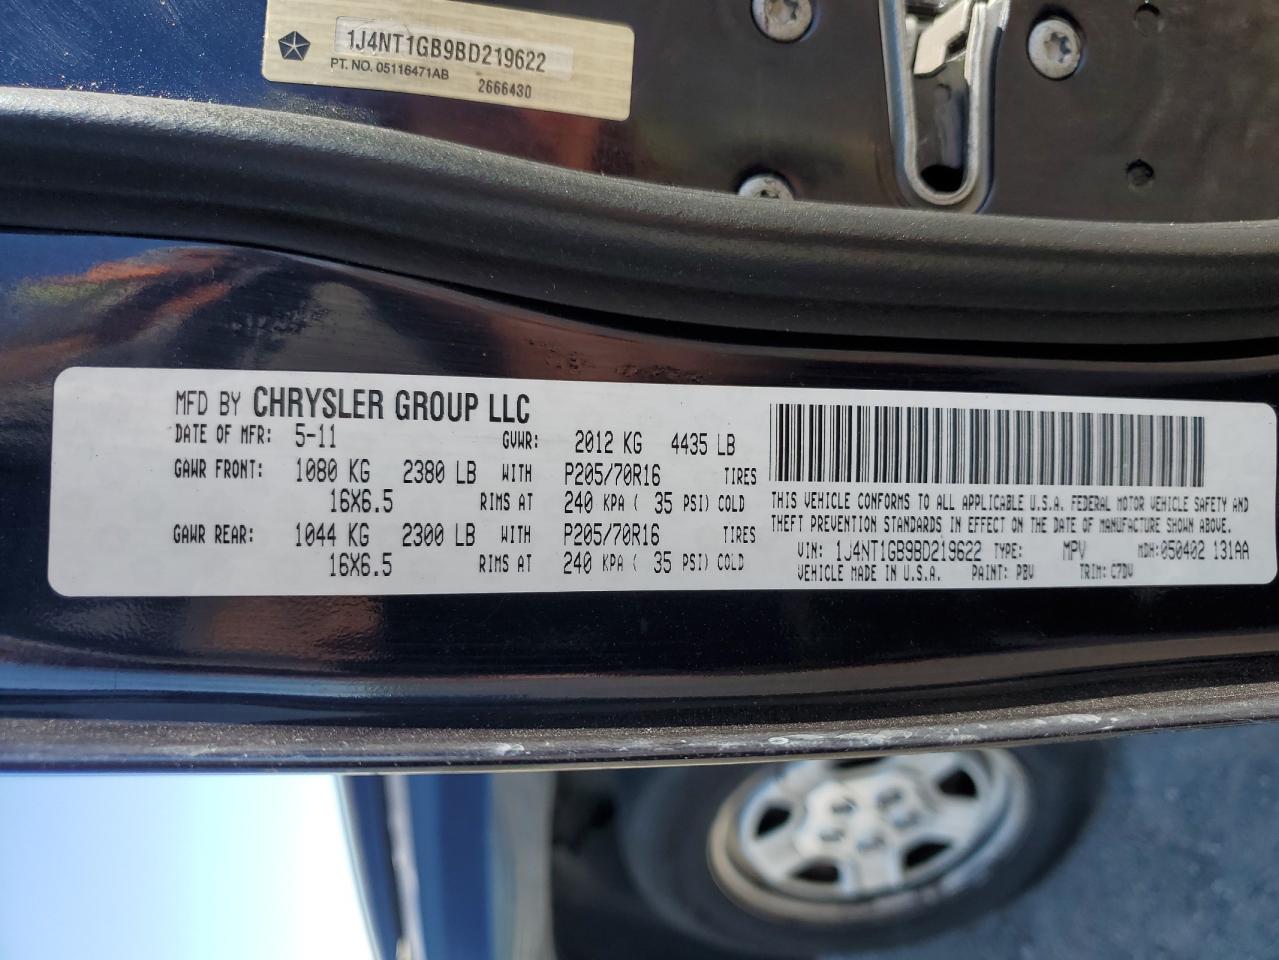 1J4NT1GB9BD219622
PT. NO. 05116471AB
2666430
MFD BY CHRYSLER GROUP LLC
DATE OF MFR: 5-11 GVWR: 2012 KG 4435 LB
GAWR FRONT: 1080 KG 2380 LB WITH P205/70R16 TIRES
16X6.5 RIMS AT 240 KPA ( 35 PSI) COLD
GAWR REAR: 1044 KG 2300 LB WITH P205/70R16 TIRES
16X6.5 RIMS AT 240 KPA ( 35 PSI) COLD
THIS VEHICLE CONFORMS TO ALL APPLICABLE U.S.A. FEDERAL MOTOR VEHICLE SAFETY AND
THEFT PREVENTION STANDARDS IN EFFECT ON THE DATE OF MANUFACTURE SHOWN ABOVE.
VIN: 1J4NT1GB9BD219622 TYPE: MPV MDH: 050402 131AA
VEHICLE MADE IN U.S.A. PAINT: PBV TRIM: C7DV